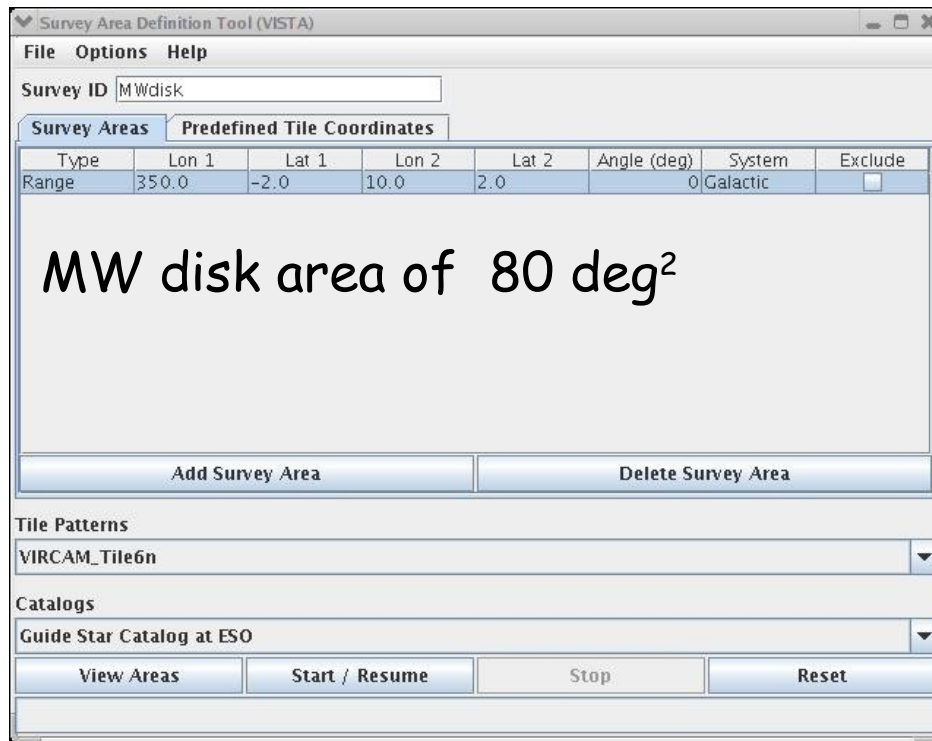 Survey Area Definition Tool (VISTA)
File Options Help
Survey ID MWdisk
Survey Areas Predefined Tile Coordinates
Type Lon 1 Lat 1 Lon 2 Lat 2 Angle (deg) System Exclude
Range 350.0 -2.0 10.0 2.0 0 Galactic
MW disk area of 80 deg²
Add Survey Area Delete Survey Area
Tile Patterns
VIRCAM_Tile6n
Catalogs
Guide Star Catalog at ESO
View Areas Start / Resume Stop Reset